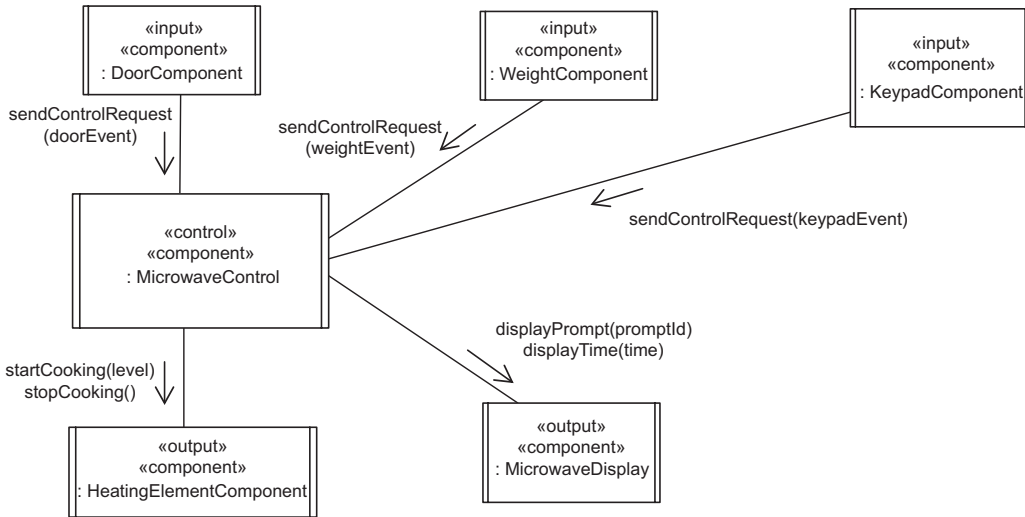 «input»
«component»
: DoorComponent
«input»
«component»
: WeightComponent
«input»
«component»
: KeypadComponent
sendControlRequest
(doorEvent)
sendControlRequest
(weightEvent)
sendControlRequest(keypadEvent)
«control»
«component»
: MicrowaveControl
displayPrompt(promptId)
displayTime(time)
startCooking(level)
stopCooking()
«output»
«component»
: HeatingElementComponent
«output»
«component»
: MicrowaveDisplay